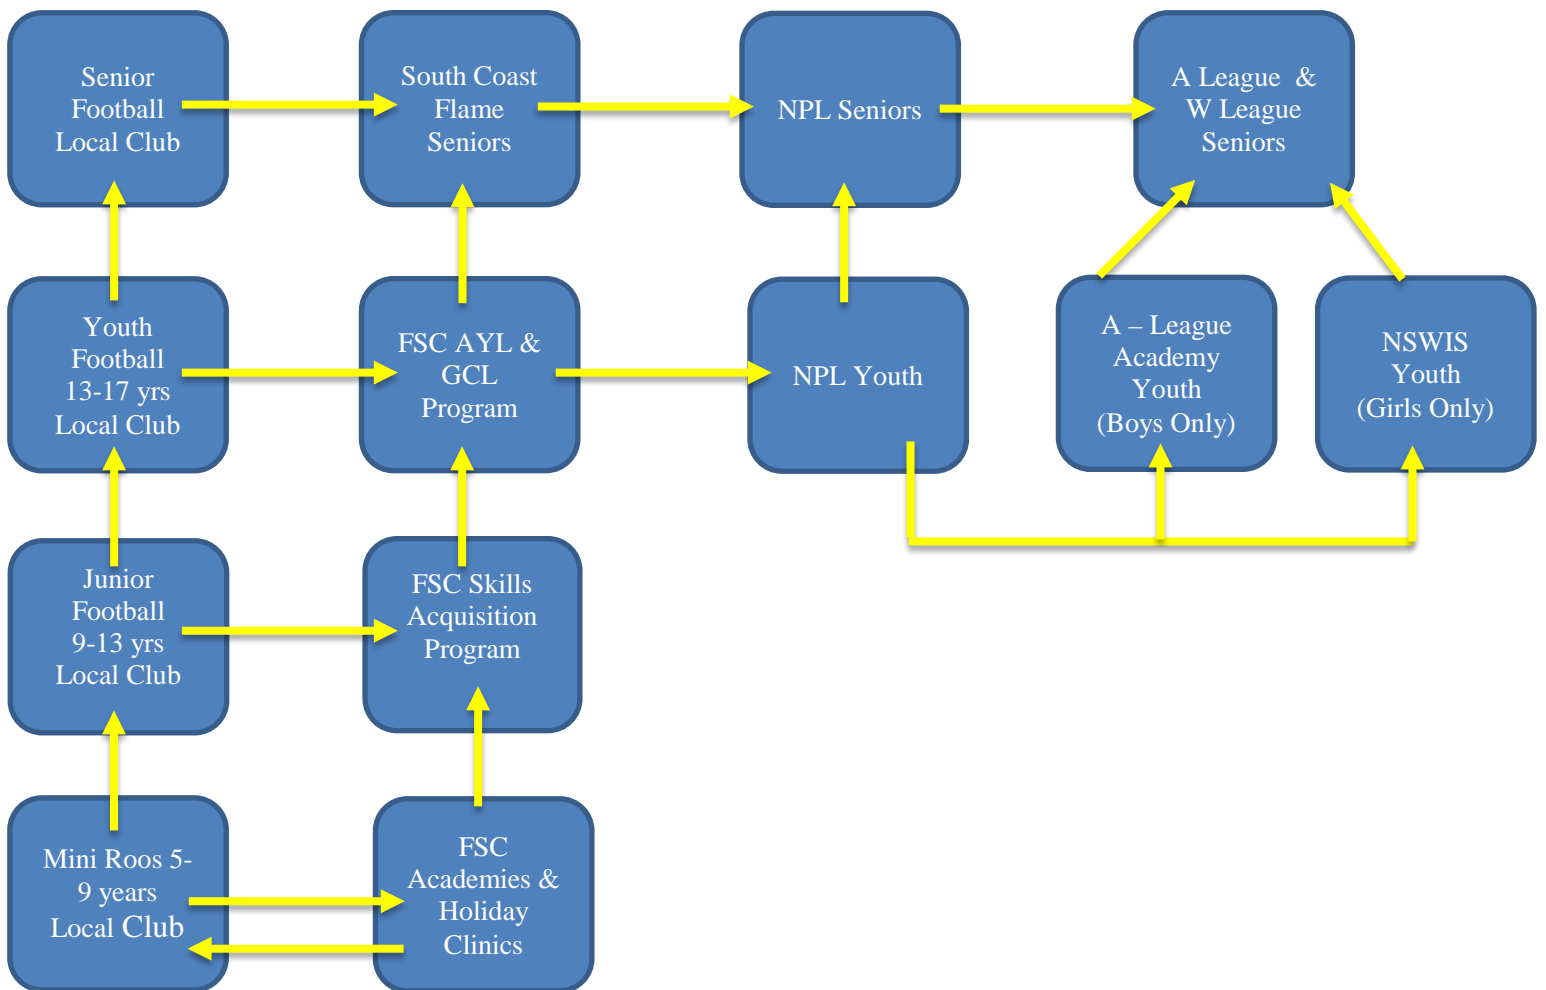 Senior
Football
Local Club
South Coast
Flame
Seniors
NPL Seniors
A League  &
W League
Seniors
Youth
Football
13-17 yrs
Local Club
FSC AYL &
GCL
Program
NPL Youth
A – League
Academy
Youth
(Boys Only)
NSWIS
Youth
(Girls Only)
Junior
Football
9-13 yrs
Local Club
FSC Skills
Acquisition
Program
Mini Roos 5-
9 years
Local Club
FSC
Academies &
Holiday
Clinics